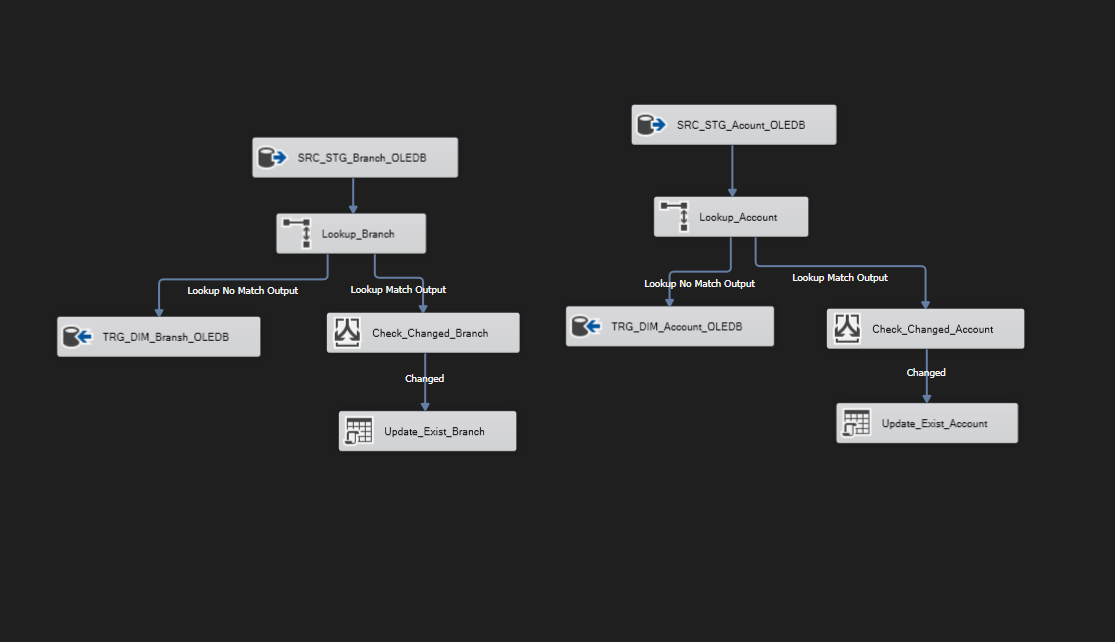 SRC_STG_Branch_OLEDB
Lookup_Branch
Lookup No Match Output
Lookup Match Output
TRG_DIM_Bransh_OLEDB
Check_Changed_Branch
Changed
Update_Exist_Branch
SRC_STG_Acount_OLEDB
Lookup_Account
Lookup No Match Output
Lookup Match Output
TRG_DIM_Account_OLEDB
Check_Changed_Account
Changed
Update_Exist_Account